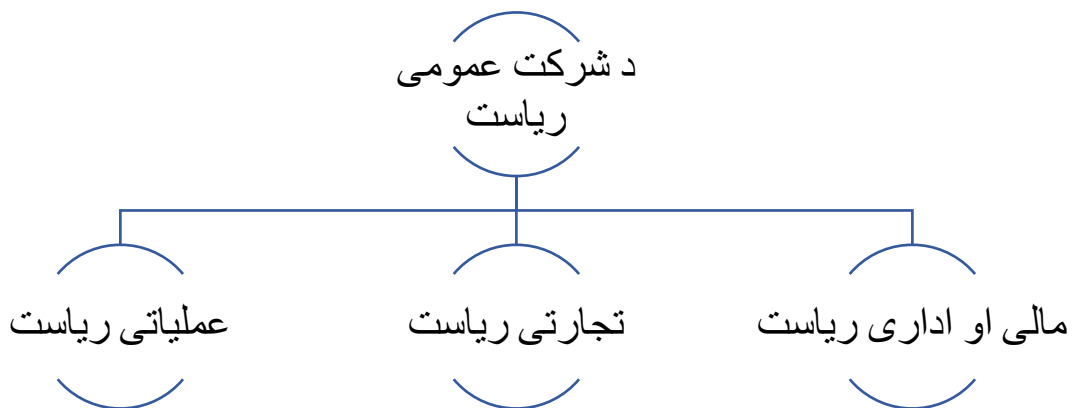 د شرکت عمومی
ریاست
مالی او اداری ریاست
تجارتی ریاست
عملیاتی ریاست